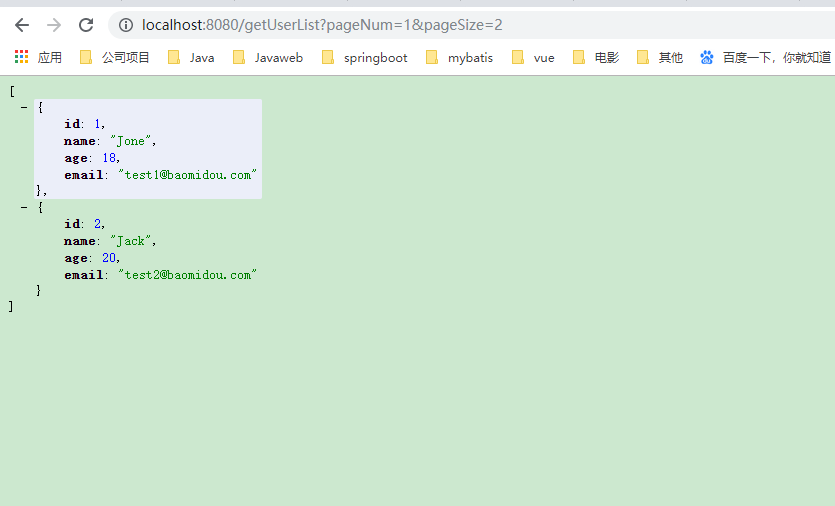 localhost:8080/getUserList?pageNum=1&pageSize=2
应用 公司项目 Java Javaweb springboot mybatis vue 电影 其他 百度一下，你就知道
[
- {
id: 1,
name: "Jone",
age: 18,
email: "test1@baomidou.com"
},
- {
id: 2,
name: "Jack",
age: 20,
email: "test2@baomidou.com"
}
]